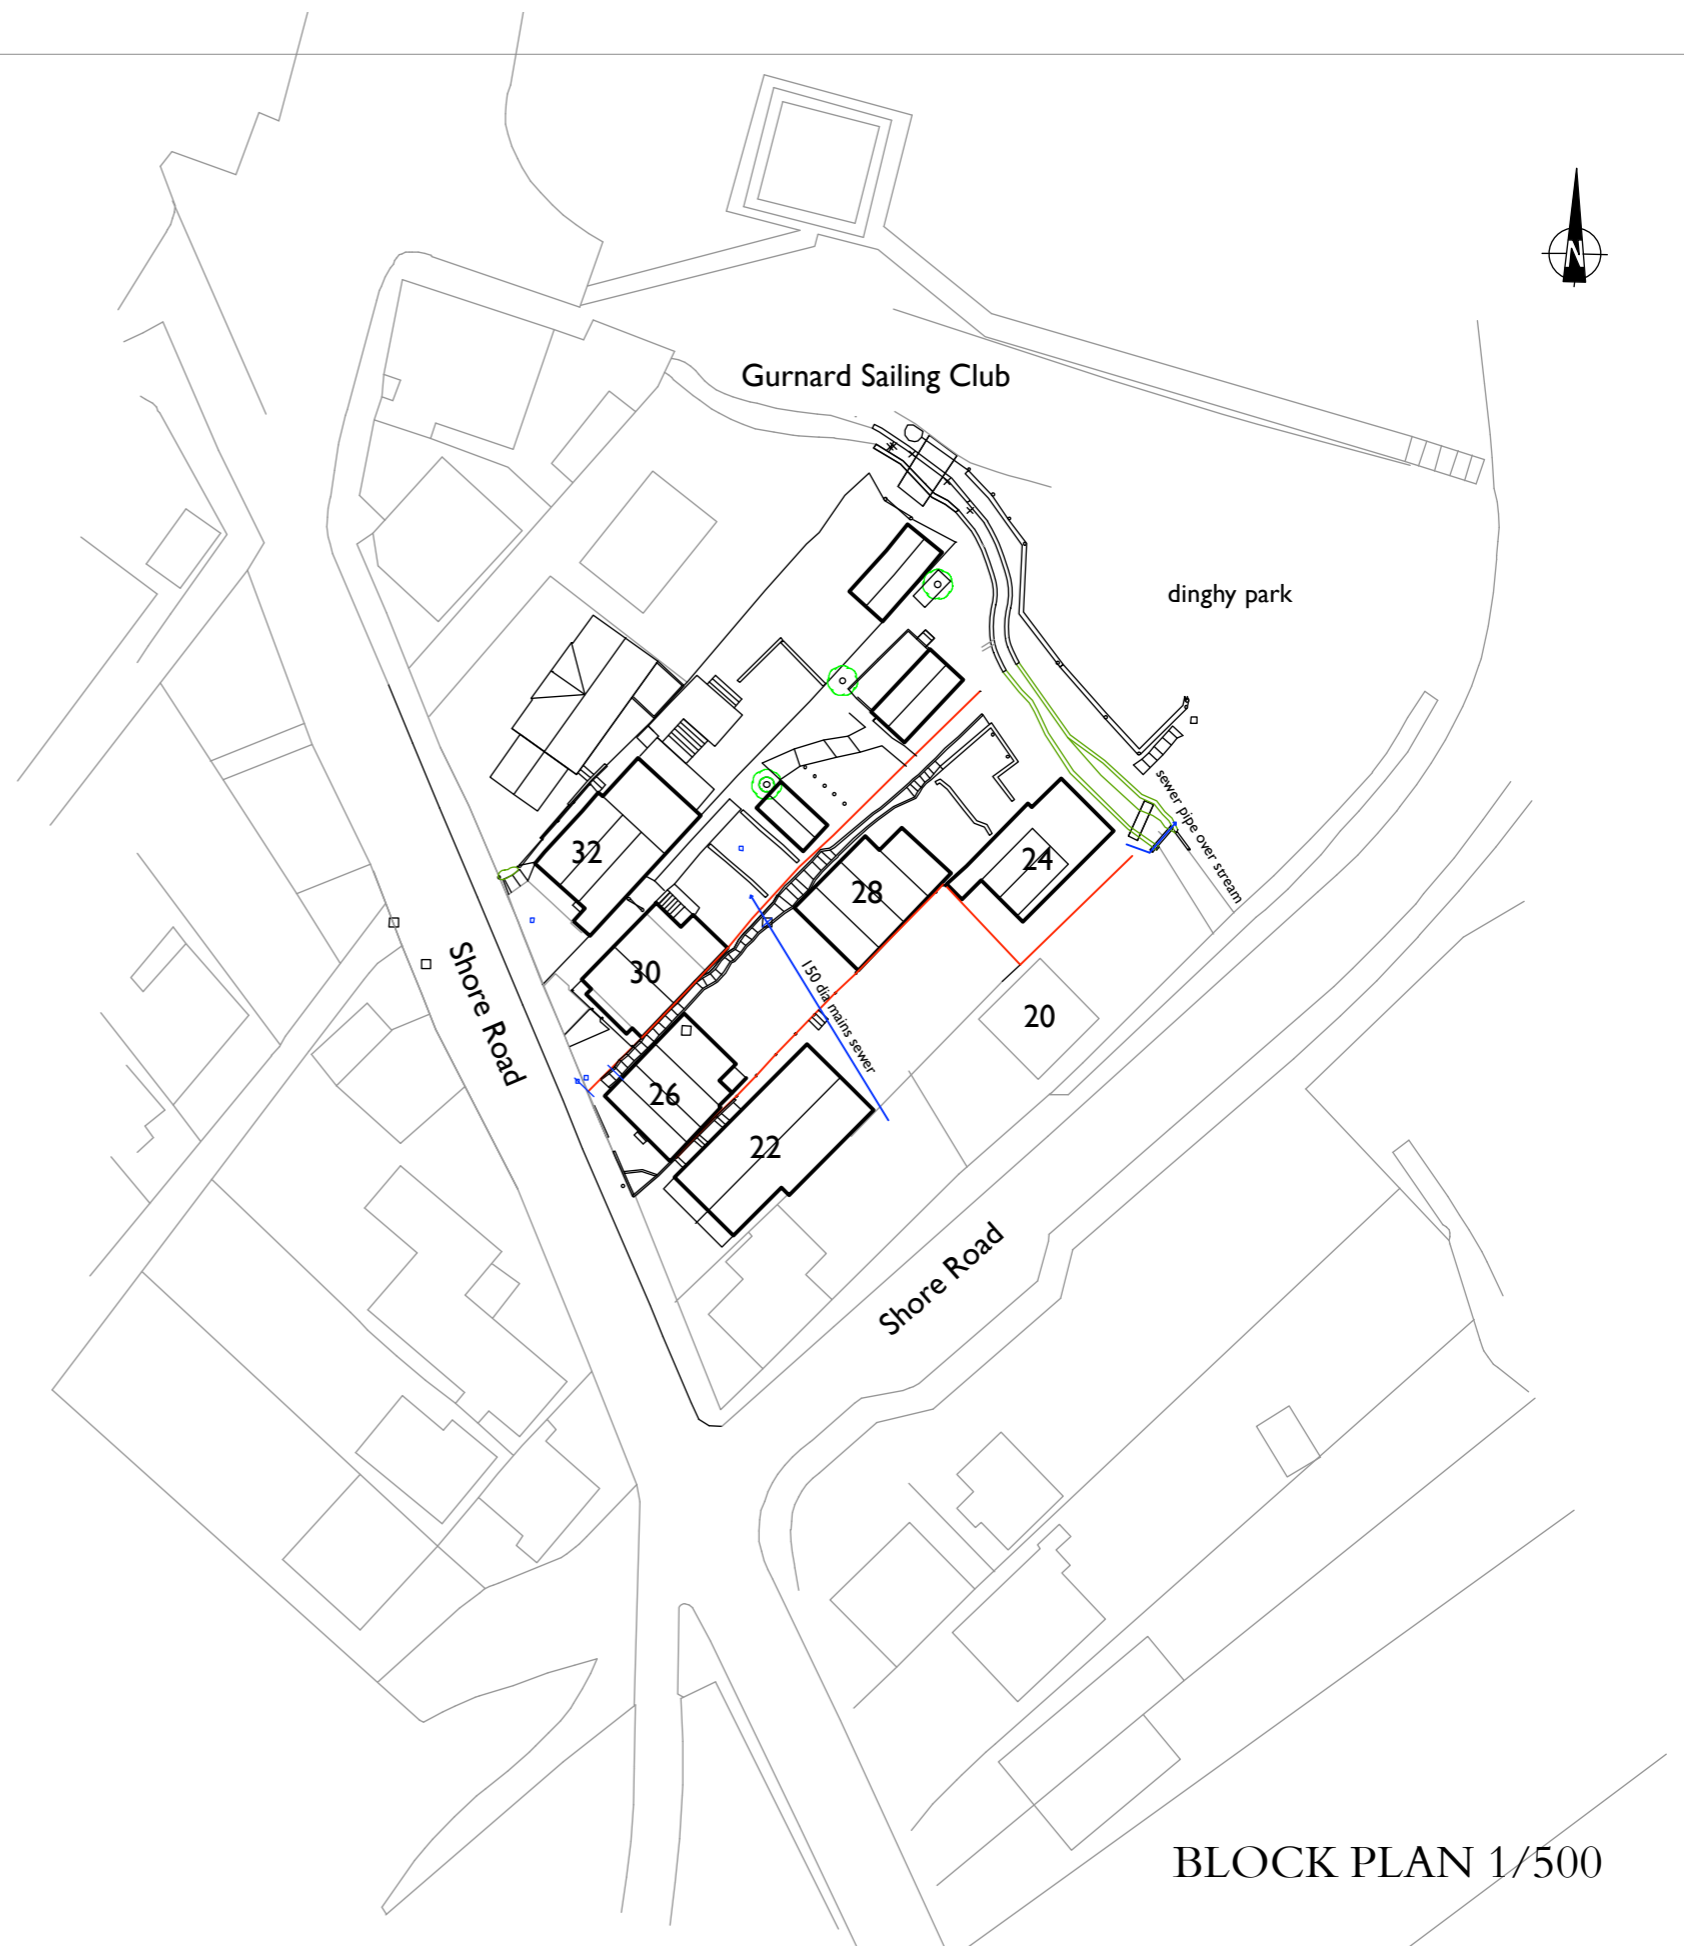 N
Gurnard Sailing Club
dinghy park
sewer pipe over stream
32
28
24
30
150 dia mains sewer
20
Shore Road
26
22
Shore Road
BLOCK PLAN 1/500